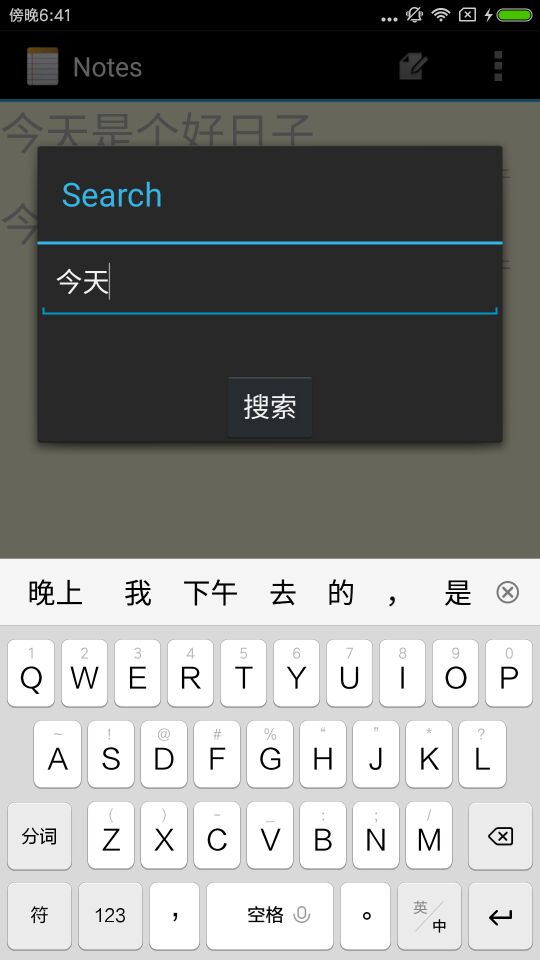 傍晚6:41
Notes
今天是个好日子
今
Search
今天
搜索
晚上 我 下午 去 的 ， 是
1 2 3 4 5 6 7 8 9 0
Q W E R T Y U I O P
~ ! @ # % “ ” * ?
A S D F G H J K L
( ) - _ : ; /
分词 Z X C V B N M
符 123 ， 空格 。 英/中